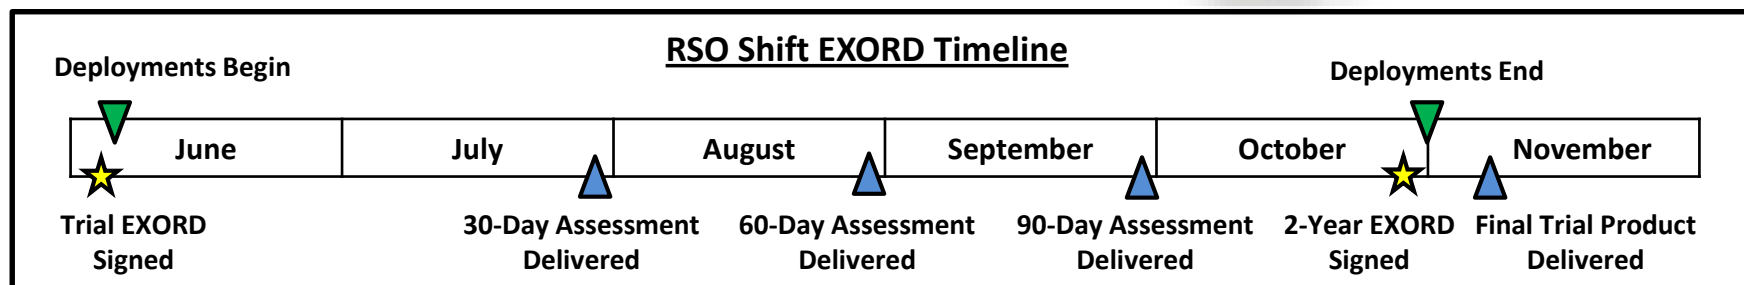 RSO Shift EXORD Timeline
Deployments Begin
Deployments End
June
July
August
September
October
November
Trial EXORD
Signed
30-Day Assessment
Delivered
60-Day Assessment
Delivered
90-Day Assessment
Delivered
2-Year EXORD
Signed
Final Trial Product
Delivered